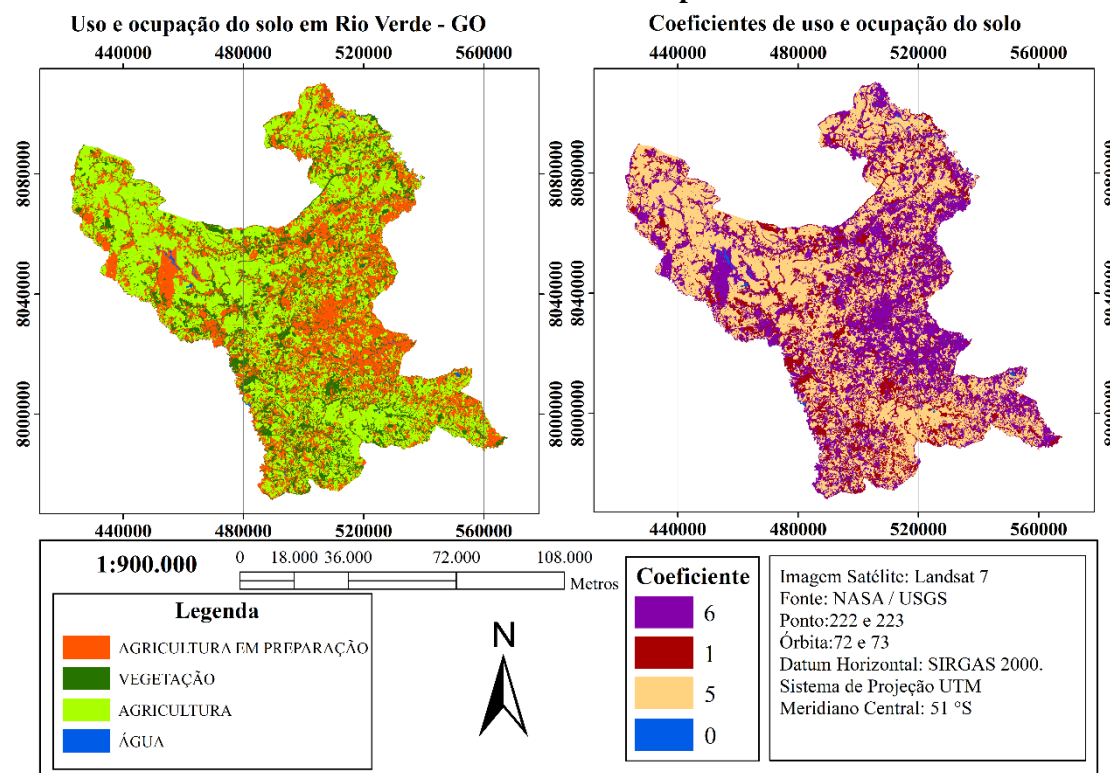 Uso e ocupação do solo em Rio Verde - GO
Coeficientes de uso e ocupação do solo
440000 480000 520000 560000
440000 480000 520000 560000
8080000
8040000
8000000
8080000
8040000
8000000
440000 480000 520000 560000
440000 480000 520000 560000
1:900.000
0 18.000 36.000 72.000 108.000
Metros
Legenda
AGRICULTURA EM PREPARAÇÃO
VEGETAÇÃO
AGRICULTURA
ÁGUA
N
Coeficiente
6
1
5
0
Imagem Satélite: Landsat 7
Fonte: NASA / USGS
Ponto:222 e 223
Órbita:72 e 73
Datum Horizontal: SIRGAS 2000.
Sistema de Projeção UTM
Meridiano Central: 51 °S